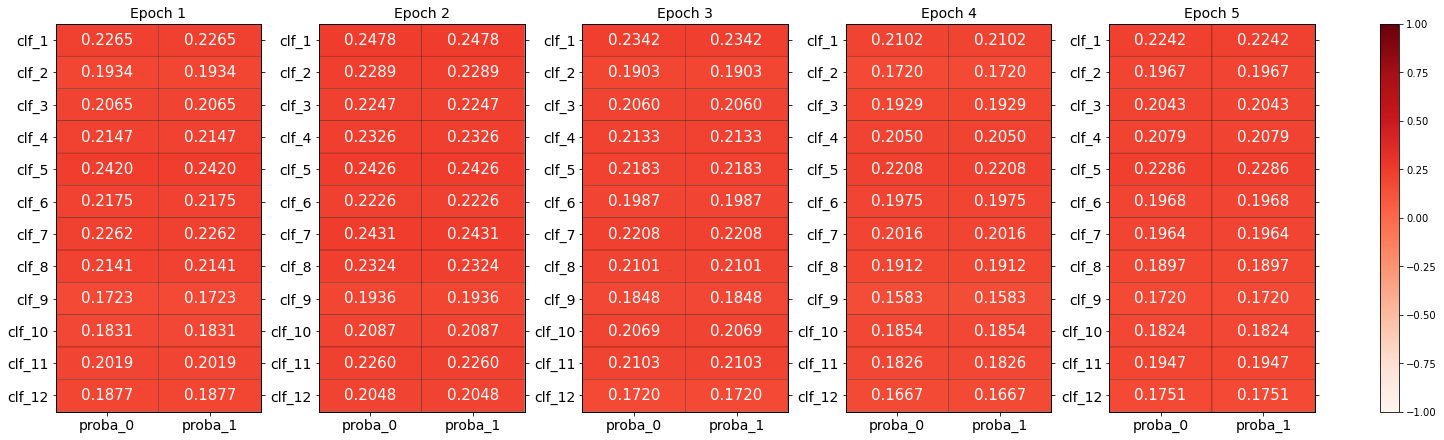 Epoch 1 Epoch 2 Epoch 3 Epoch 4 Epoch 5
clf_1 0.2265 0.2265 clf_1 0.2478 0.2478 clf_1 0.2342 0.2342 clf_1 0.2102 0.2102 clf_1 0.2242 0.2242 1.00
clf_2 0.1934 0.1934 clf_2 0.2289 0.2289 clf_2 0.1903 0.1903 clf_2 0.1720 0.1720 clf_2 0.1967 0.1967 0.75
clf_3 0.2065 0.2065 clf_3 0.2247 0.2247 clf_3 0.2060 0.2060 clf_3 0.1929 0.1929 clf_3 0.2043 0.2043
clf_4 0.2147 0.2147 clf_4 0.2326 0.2326 clf_4 0.2133 0.2133 clf_4 0.2050 0.2050 clf_4 0.2079 0.2079 0.50
clf_5 0.2420 0.2420 clf_5 0.2426 0.2426 clf_5 0.2183 0.2183 clf_5 0.2208 0.2208 clf_5 0.2286 0.2286 0.25
clf_6 0.2175 0.2175 clf_6 0.2226 0.2226 clf_6 0.1987 0.1987 clf_6 0.1975 0.1975 clf_6 0.1968 0.1968 0.00
clf_7 0.2262 0.2262 clf_7 0.2431 0.2431 clf_7 0.2208 0.2208 clf_7 0.2016 0.2016 clf_7 0.1964 0.1964
clf_8 0.2141 0.2141 clf_8 0.2324 0.2324 clf_8 0.2101 0.2101 clf_8 0.1912 0.1912 clf_8 0.1897 0.1897 −0.25
clf_9 0.1723 0.1723 clf_9 0.1936 0.1936 clf_9 0.1848 0.1848 clf_9 0.1583 0.1583 clf_9 0.1720 0.1720 −0.50
clf_10 0.1831 0.1831 clf_10 0.2087 0.2087 clf_10 0.2069 0.2069 clf_10 0.1854 0.1854 clf_10 0.1824 0.1824
clf_11 0.2019 0.2019 clf_11 0.2260 0.2260 clf_11 0.2103 0.2103 clf_11 0.1826 0.1826 clf_11 0.1947 0.1947 −0.75
clf_12 0.1877 0.1877 clf_12 0.2048 0.2048 clf_12 0.1720 0.1720 clf_12 0.1667 0.1667 clf_12 0.1751 0.1751 −1.00
proba_0 proba_1 proba_0 proba_1 proba_0 proba_1 proba_0 proba_1 proba_0 proba_1